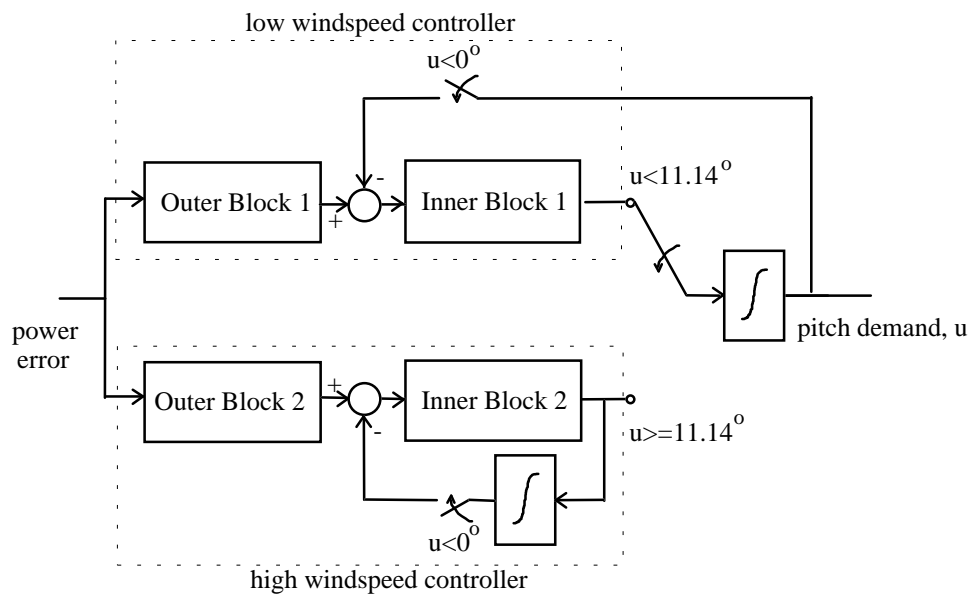 low windspeed controller
u<0°
-
Outer Block 1
+
Inner Block 1
u<11.14°
∫
power
error
pitch demand, u
Outer Block 2
+
-
Inner Block 2
u>=11.14°
∫
u<0°
high windspeed controller